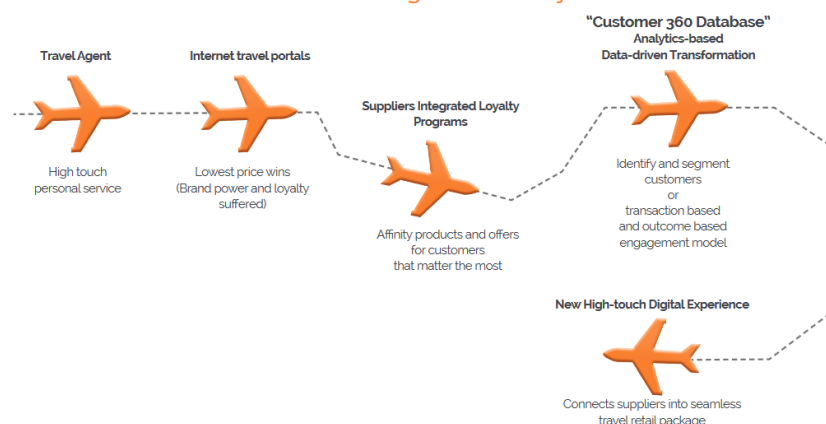 Travel Agent
High touch
personal service
Internet travel portals
Lowest price wins
(Brand power and loyalty
suffered)
Suppliers Integrated Loyalty
Programs
Affinity products and offers
for customers
that matter the most
“Customer 360 Database”
Analytics-based
Data-driven Transformation
Identify and segment
customers
or
transaction based
and outcome based
engagement model
New High-touch Digital Experience
Connects suppliers into seamless
travel retail package